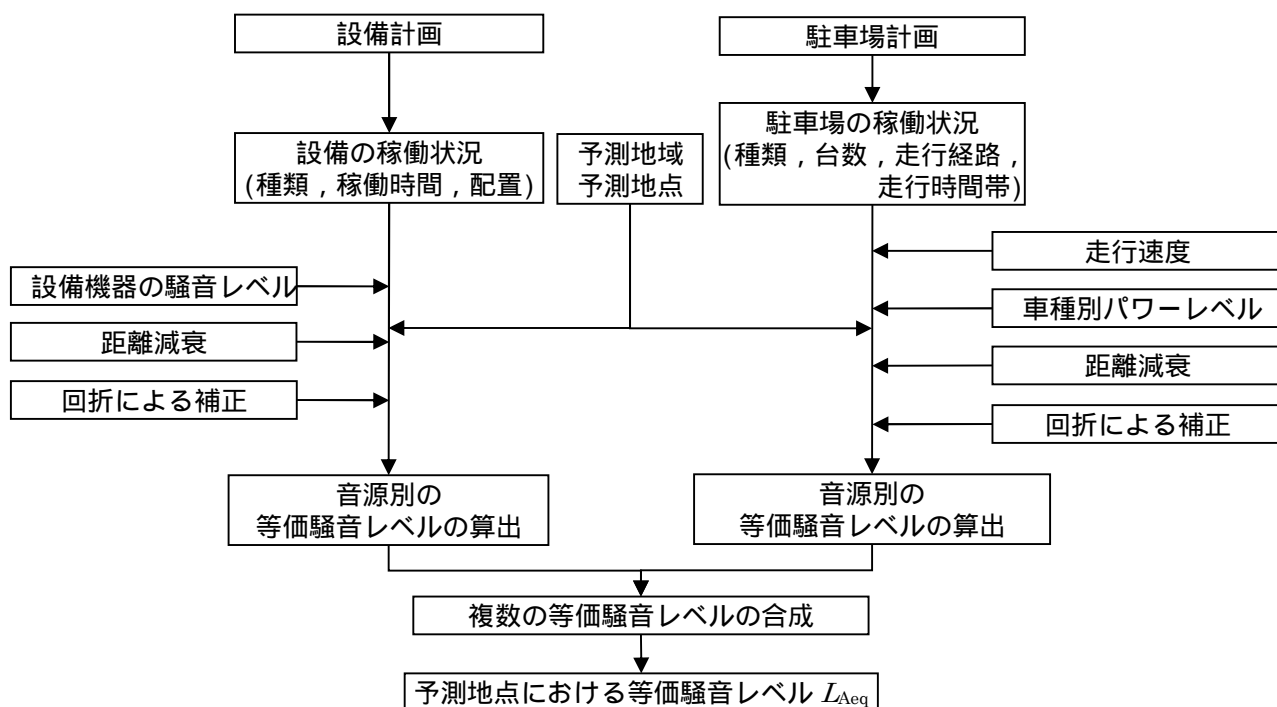 設備計画
駐車場計画
設備の稼働状況
(種類，稼働時間，配置)
予測地域
予測地点
駐車場の稼働状況
(種類，台数，走行経路，
走行時間帯)
設備機器の騒音レベル
距離減衰
回折による補正
走行速度
車種別パワーレベル
距離減衰
回折による補正
音源別の
等価騒音レベルの算出
音源別の
等価騒音レベルの算出
複数の等価騒音レベルの合成
予測地点における等価騒音レベル LAeq